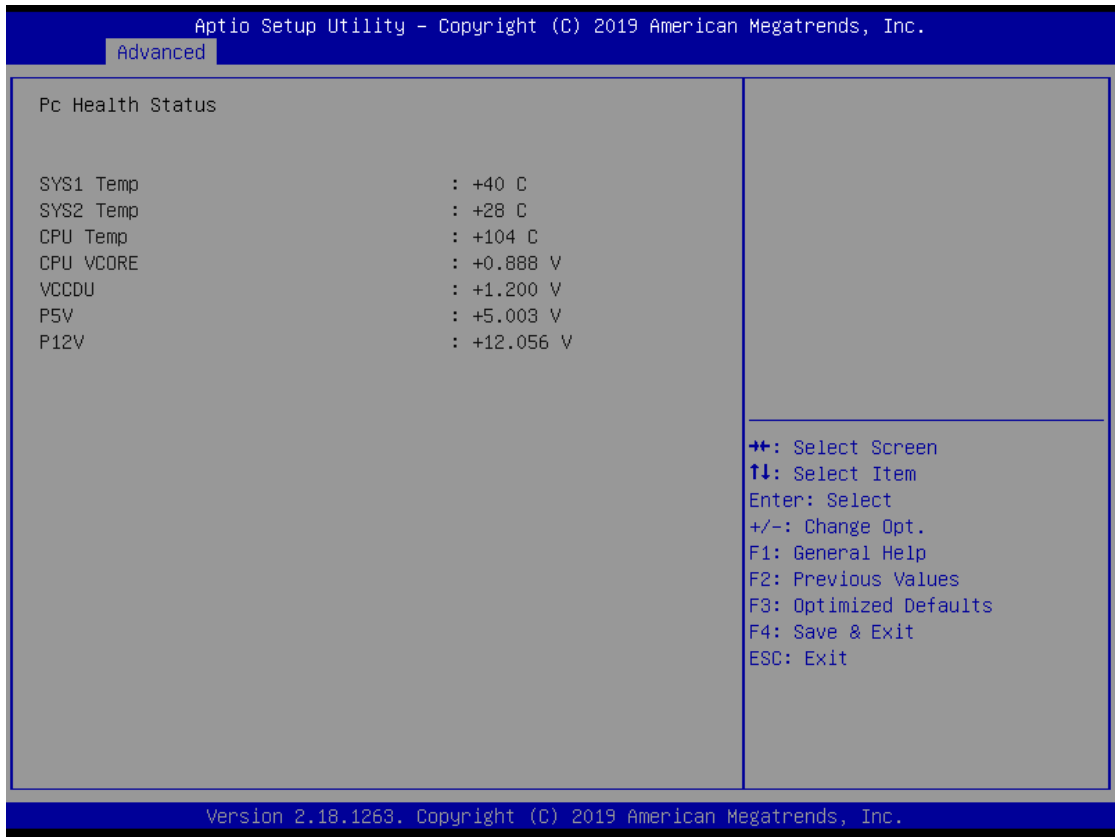 Aptio Setup Utility – Copyright (C) 2019 American Megatrends, Inc.
Advanced
Pc Health Status
SYS1 Temp : +40 C
SYS2 Temp : +28 C
CPU Temp : +104 C
CPU VCORE : +0.888 V
VCCDU : +1.200 V
P5V : +5.003 V
P12V : +12.056 V
→←: Select Screen
↑↓: Select Item
Enter: Select
+/-: Change Opt.
F1: General Help
F2: Previous Values
F3: Optimized Defaults
F4: Save & Exit
ESC: Exit
Version 2.18.1263. Copyright (C) 2019 American Megatrends, Inc.